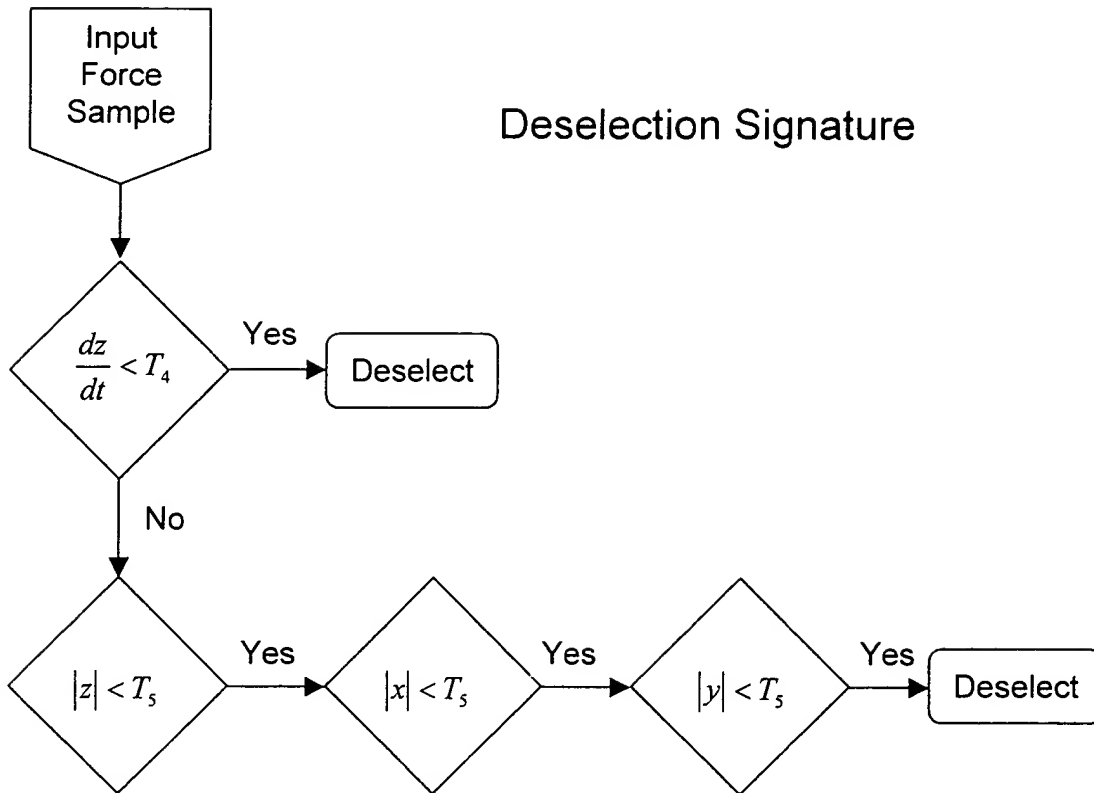 Input
Force
Sample
Deselection Signature
dz/dt < T₄
Yes
Deselect
No
|z| < T₅
Yes
|x| < T₅
Yes
|y| < T₅
Yes
Deselect